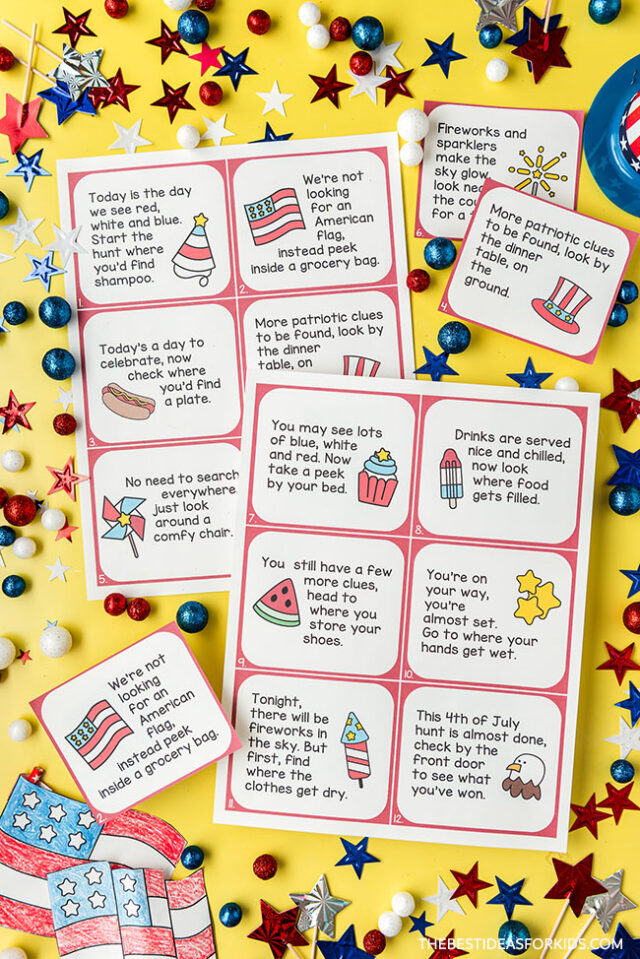 Today is the day
we see red,
white and blue.
Start the
hunt where
you'd find
shampoo.
1.
We're not
looking
for an
American
flag,
instead peek
inside a grocery bag.
2.
Today's a day to
celebrate, now
check where
you'd find
a plate.
3.
More patriotic clues
to be found, look by
the dinner
table, on
No need to search
everywhere
just look
around a
comfy chair.
5.
Fireworks and
sparklers
make the
sky glow,
look
the
for a
6.
More patriotic clues
to be found, look by
the dinner
table, on
the
ground.
4.
You may see lots
of blue, white
and red. Now
take a peek
by your bed.
7.
Drinks are served
nice and chilled,
now look
where food
gets filled.
8.
You still have a few
more clues,
head to
where you
store your
shoes.
9.
You're on
your way,
you're
almost set.
Go to where your
hands get wet.
10.
Tonight,
there will be
fireworks in
the sky. But
first, find
where the
clothes get dry.
11.
This 4th of July
hunt is almost done,
check by the
front door
to see what
you've won.
12.
We're not
looking
for an
American
flag,
instead peek
inside a grocery bag.
2.
THEBESTIDEASFORKIDS.COM